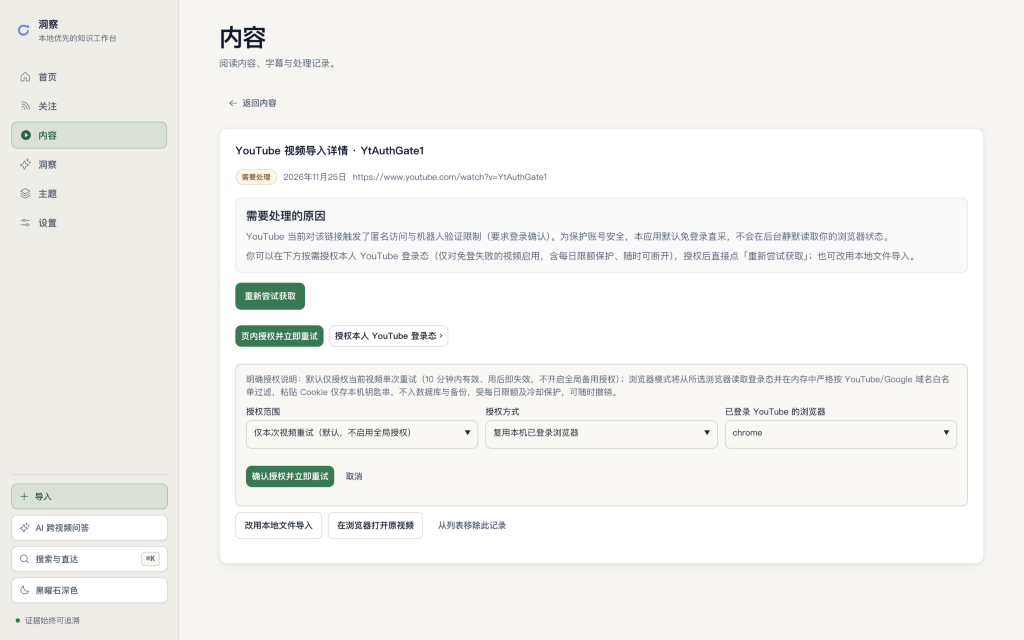 洞察
本地优先的知识工作台
首页
关注
内容
洞察
主题
设置
导入
AI 跨视频问答
搜索与直达
⌘K
黑曜石深色
证据始终可追溯
内容
阅读内容、字幕与处理记录。
返回内容
YouTube 视频导入详情 · YtAuthGate1
需要处理 2026年11月25日 https://www.youtube.com/watch?v=YtAuthGate1
需要处理的原因
YouTube 当前对该链接触发了匿名访问与机器人验证限制（要求登录确认）。为保护账号安全，本应用默认免登录直采，不会在后台静默读取你的浏览器状态。
你可以在下方按需授权本人 YouTube 登录态（仅对免登失败的视频启用，含每日限额保护、随时可断开），授权后直接点「重新尝试获取」；也可改用本地文件导入。
重新尝试获取
页内授权并立即重试 授权本人 YouTube 登录态 ›
明确授权说明：默认仅授权当前视频单次重试（10 分钟内有效、用后即失效，不开启全局备用授权）；浏览器模式将从所选浏览器读取登录态并在内存中严格按 YouTube/Google 域名白名
单过滤，粘贴 Cookie 仅存本机钥匙串，不入数据库与备份，受每日限额及冷却保护，可随时撤销。
授权范围 授权方式 已登录 YouTube 的浏览器
仅本次视频重试（默认，不启用全局授权） 复用本机已登录浏览器 chrome
确认授权并立即重试 取消
改用本地文件导入 在浏览器打开原视频 从列表移除此记录